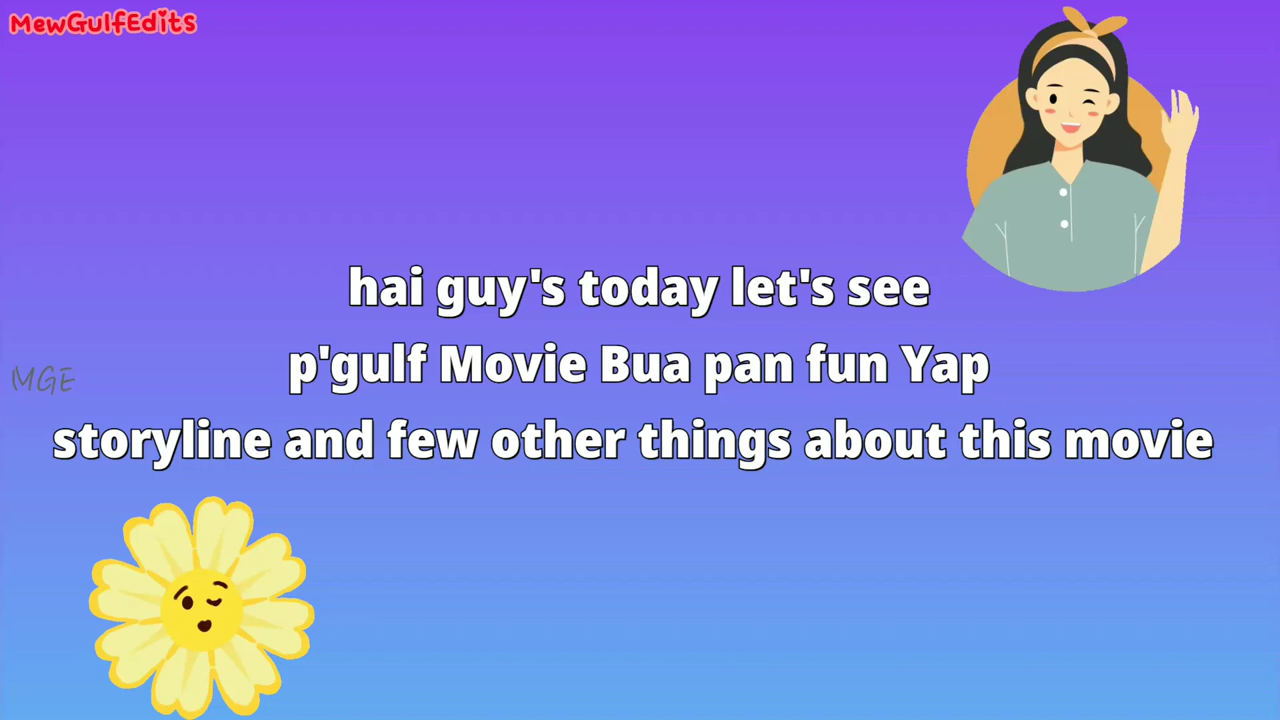 MewGulfEdits
hai guy's today let's see
p'gulf Movie Bua pan fun Yap
MGE
storyline and few other things about this movie